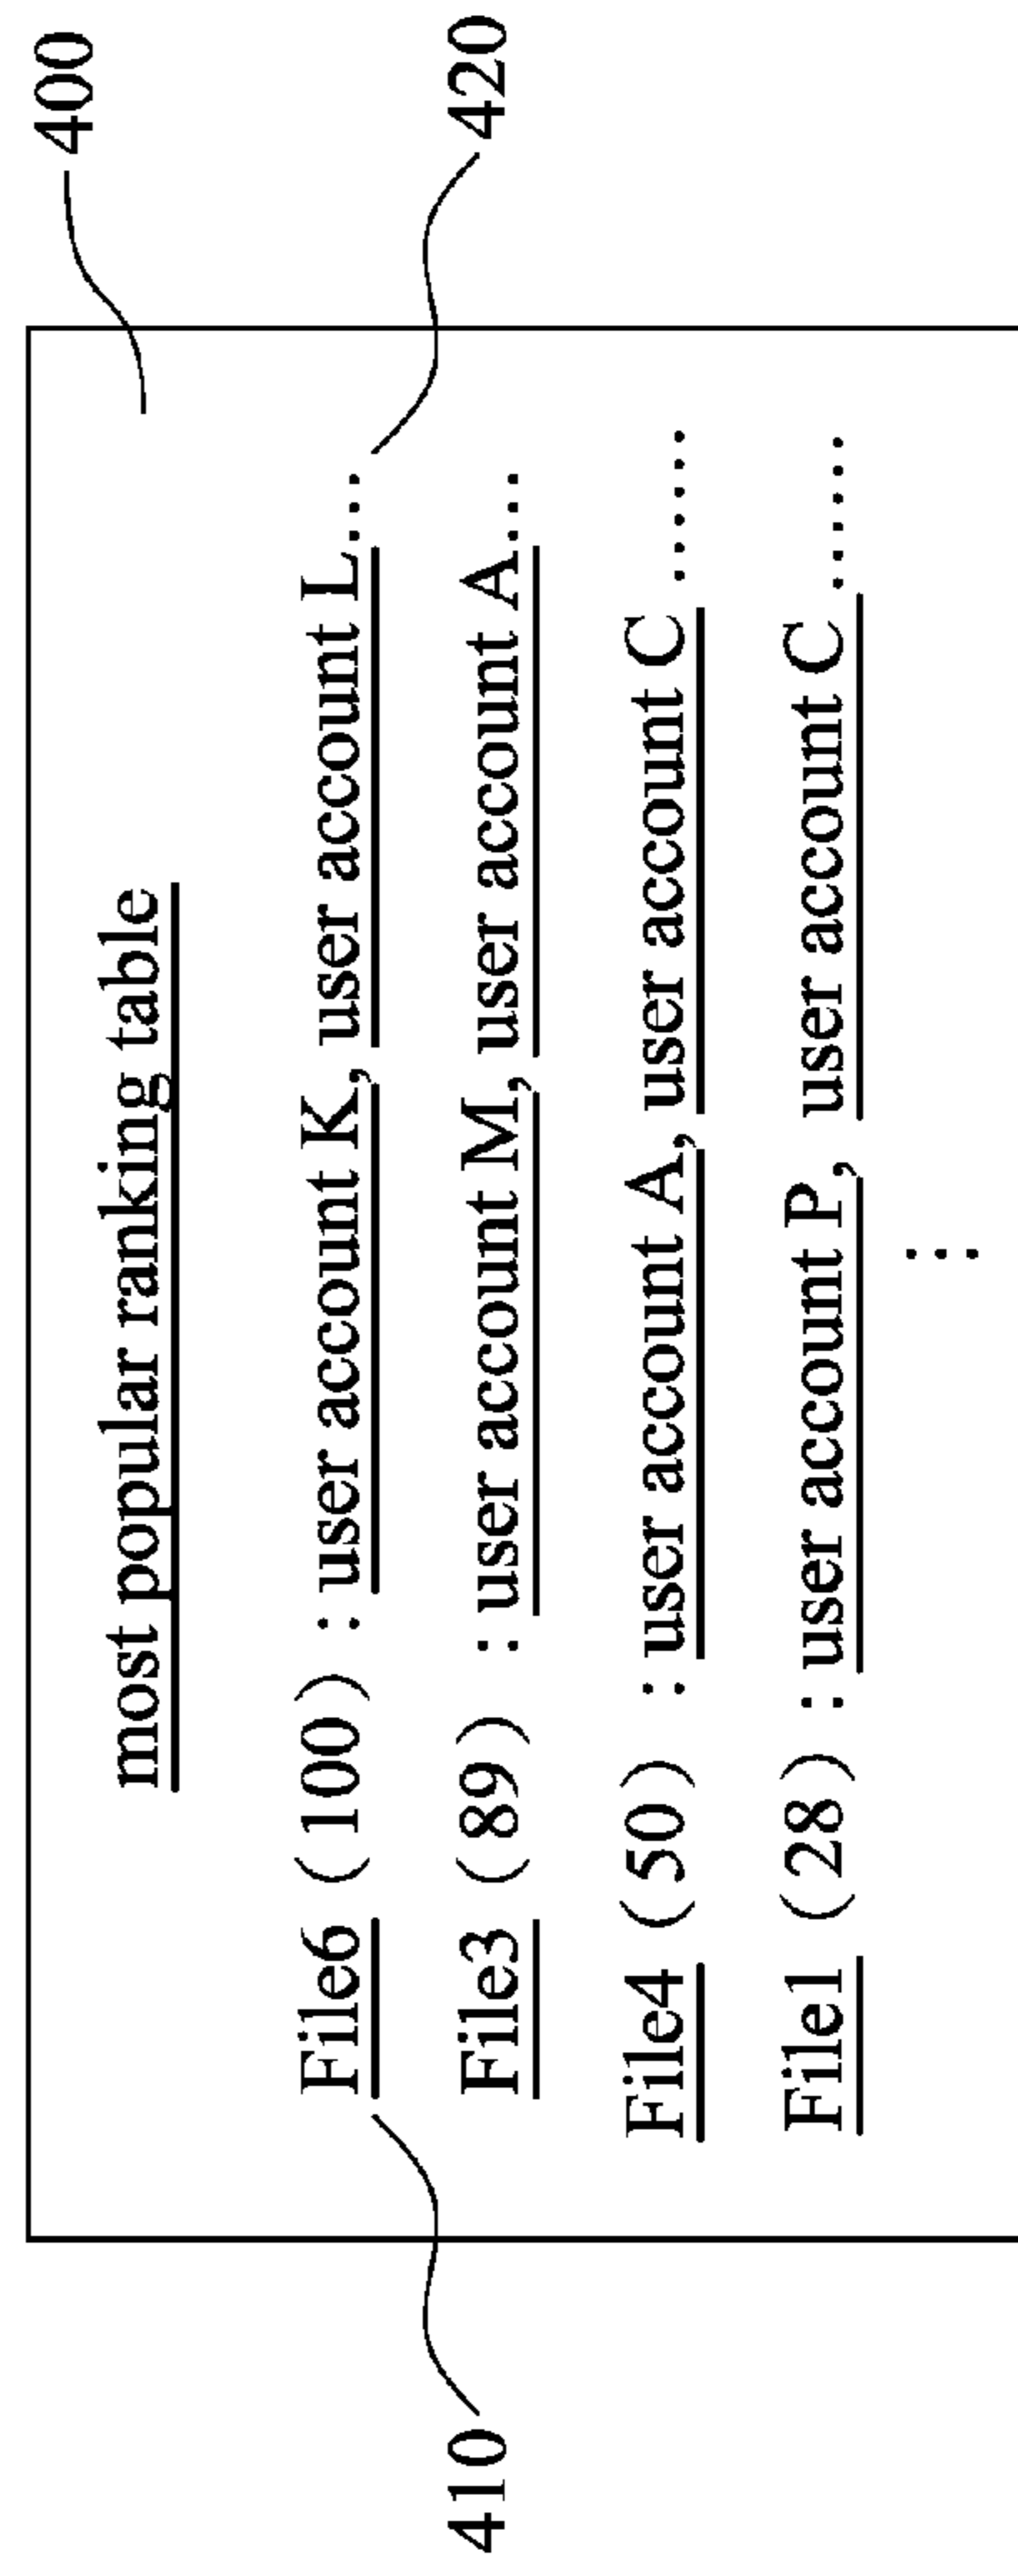 400
most popular ranking table
File6 (100) : user account K, user account L...
File3 (89) : user account M, user account A...
File4 (50) : user account A, user account C ......
File1 (28) : user account P, user account C ......
⋮
410
420